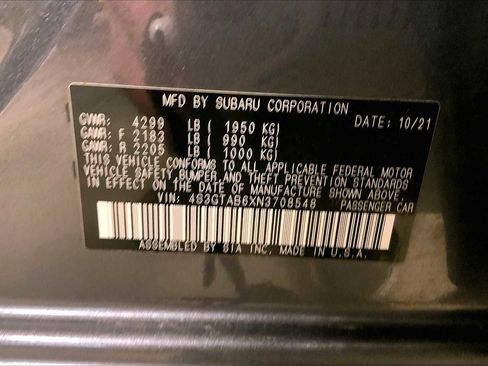 MFD BY SUBARU CORPORATION DATE: 10/21
GVWR: 4299 LB ( 1950 KG)
GAWR: F 2183 LB ( 990 KG)
GAWR: R 2205 LB ( 1000 KG)
THIS VEHICLE CONFORMS TO ALL APPLICABLE FEDERAL MOTOR
VEHICLE SAFETY, BUMPER, AND THEFT PREVENTION STANDARDS
IN EFFECT ON THE DATE OF MANUFACTURE SHOWN ABOVE.
VIN: 4S3GTAB6XN3708548 PASSENGER CAR
ASSEMBLED BY SIA INC. MADE IN U.S.A.